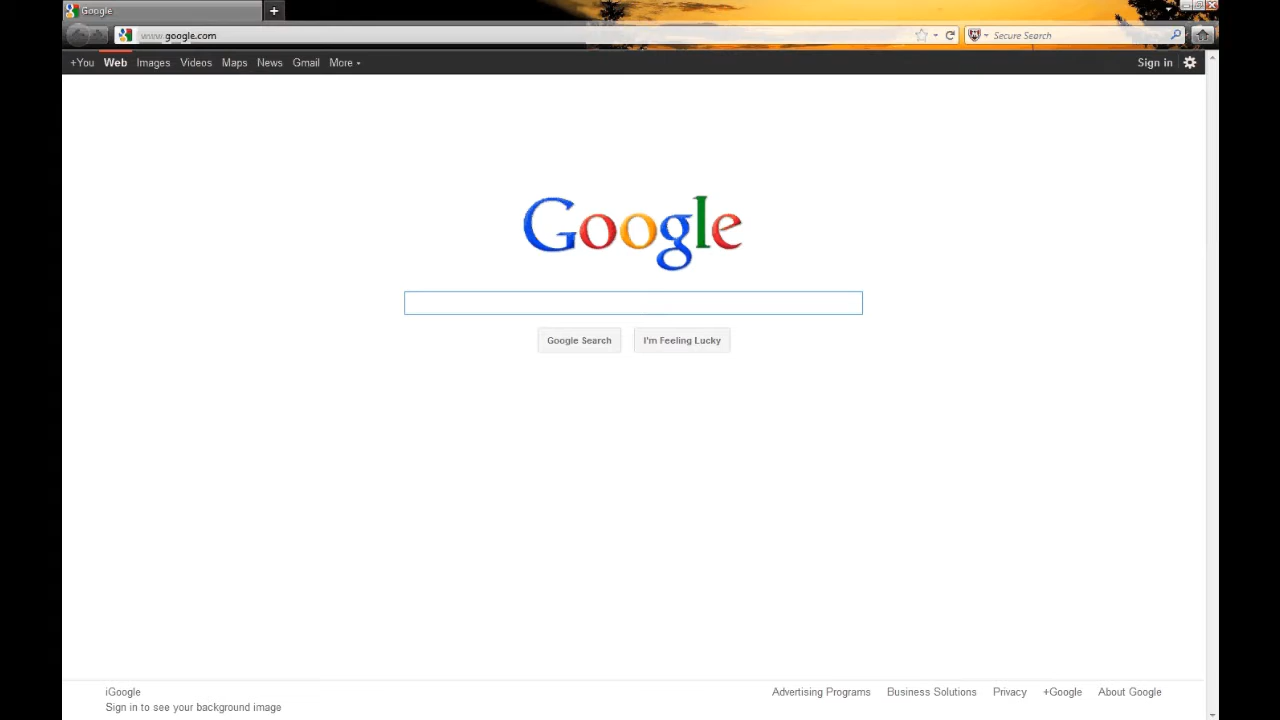 Google
www.google.com
Secure Search
+You Web Images Videos Maps News Gmail More
Sign in
Google
Google Search I'm Feeling Lucky
iGoogle Advertising Programs Business Solutions Privacy +Google About Google
Sign in to see your background image